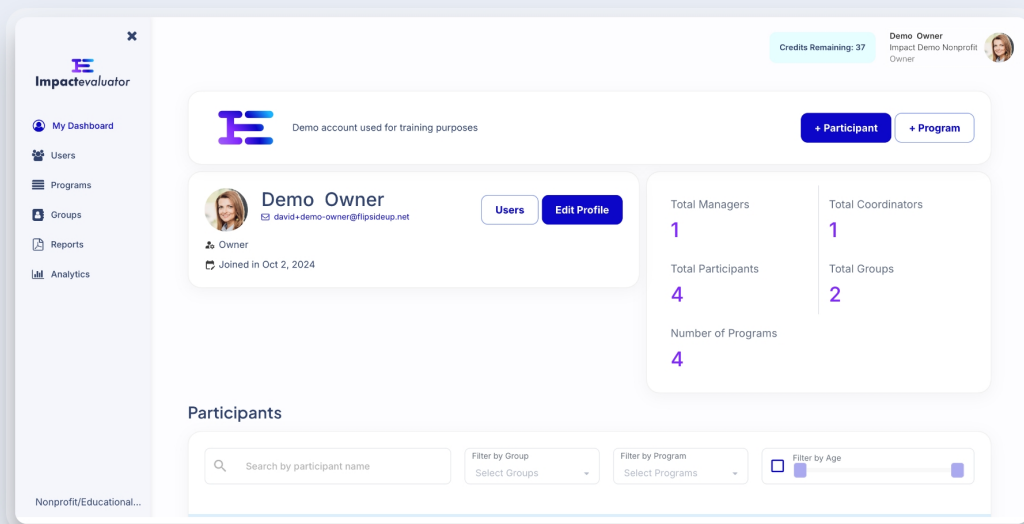 Impactevaluator
My Dashboard
Users
Programs
Groups
Reports
Analytics
Nonprofit/Educational...
Credits Remaining: 37
Demo Owner
Impact Demo Nonprofit
Owner
Demo account used for training purposes
+ Participant
+ Program
Demo Owner
david+demo-owner@flipsideup.net
Users
Edit Profile
Owner
Joined in Oct 2, 2024
Total Managers
1
Total Coordinators
1
Total Participants
4
Total Groups
2
Number of Programs
4
Participants
Search by participant name
Filter by Group
Select Groups
Filter by Program
Select Programs
Filter by Age